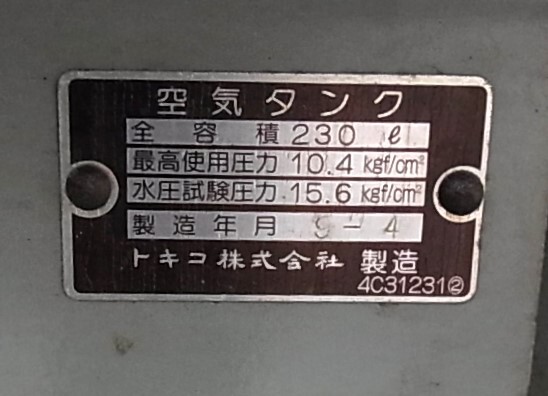 空気タンク
全容積 230 ℓ
最高使用圧力 10.4 kgf/cm²
水圧試験圧力 15.6 kgf/cm²
製造年月 9-4
トキコ株式会社 製造
4C31231②